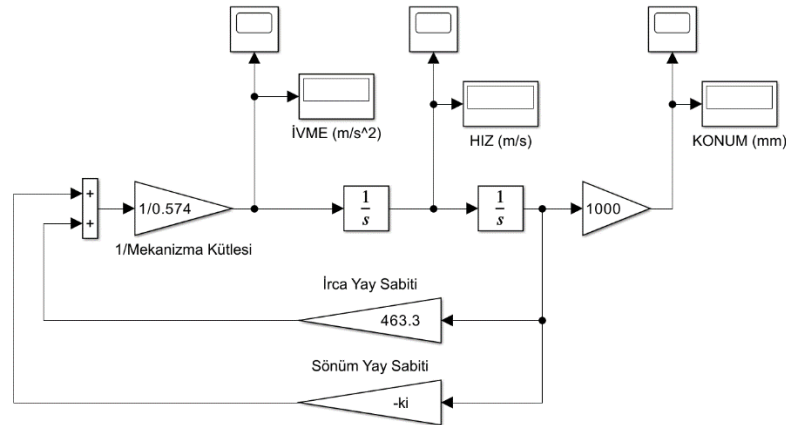 İVME (m/s^2)
HIZ (m/s)
KONUM (mm)
+
+
1/0.574
1
s
1
s
1000
1/Mekanizma Kütlesi
İrca Yay Sabiti
463.3
Sönüm Yay Sabiti
-ki